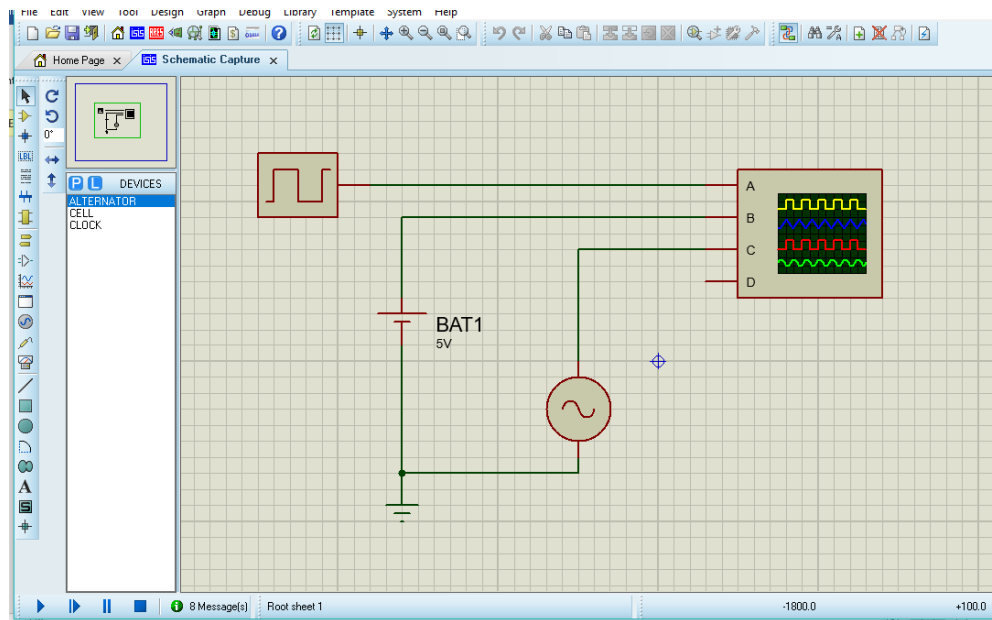 File Edit View Tool Design Graph Debug Library Template System Help
Home Page
Schematic Capture
0°
LBL
P L DEVICES
ALTERNATOR
CELL
CLOCK
A
B
C
D
BAT1
5V
A
S
8 Message(s) Root sheet 1 -1800.0 +100.0